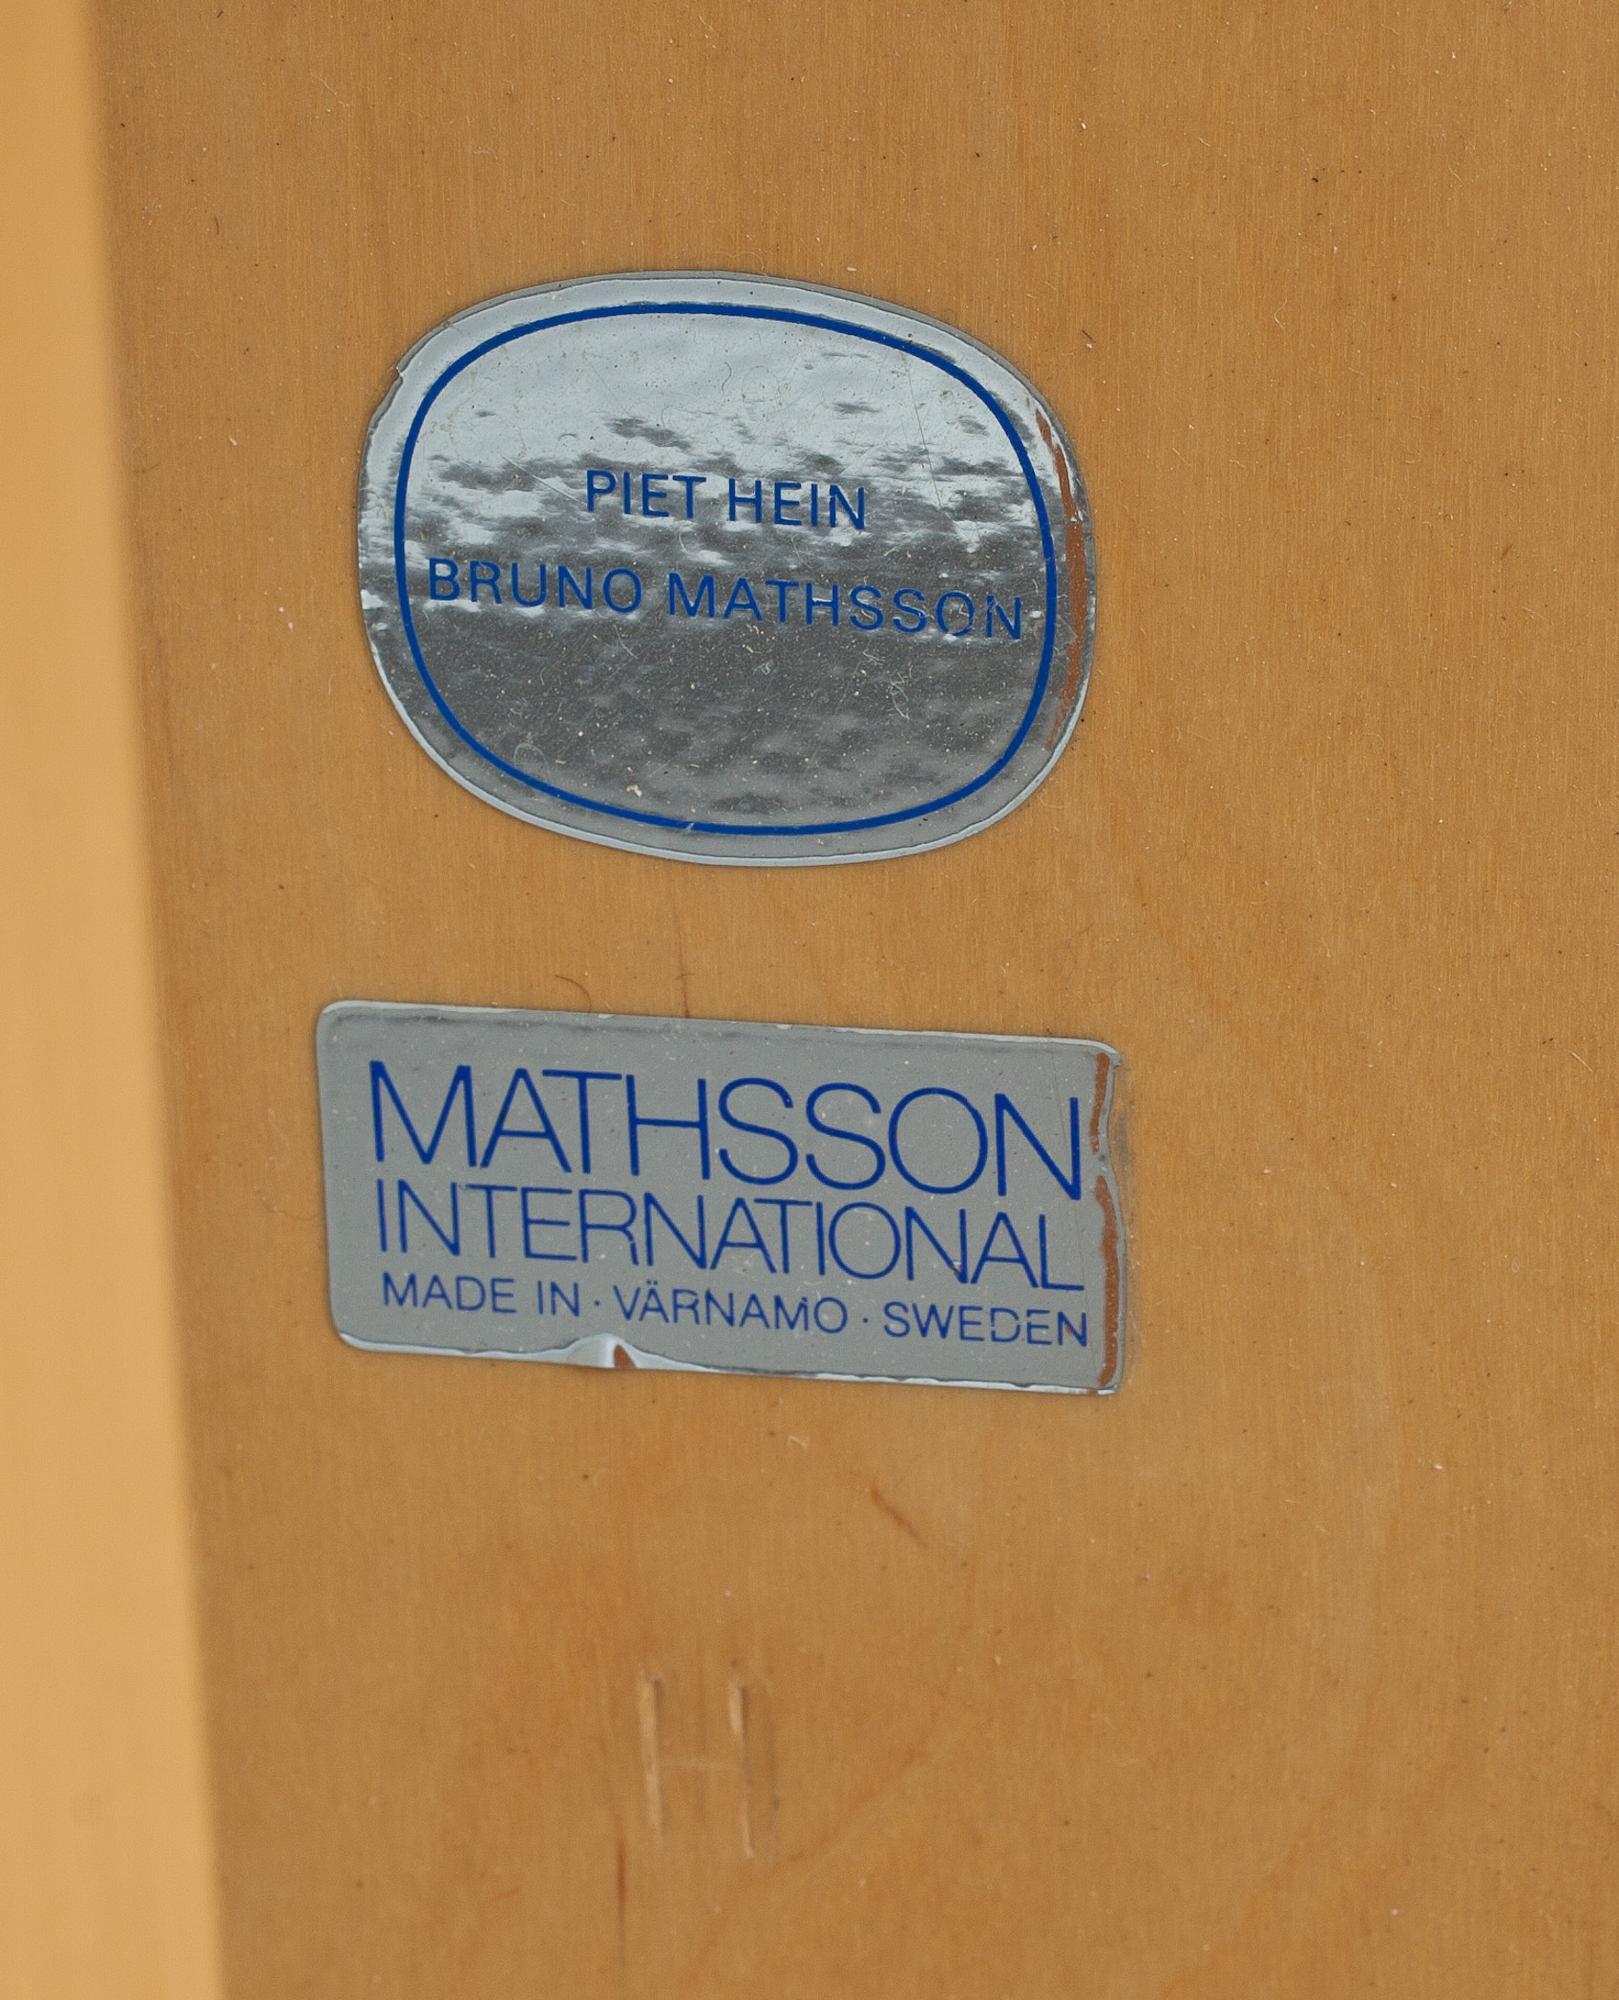 PIET HEIN
BRUNO MATHSSON
MATHSSON
INTERNATIONAL
MADE IN · VÄRNAMO · SWEDEN
H